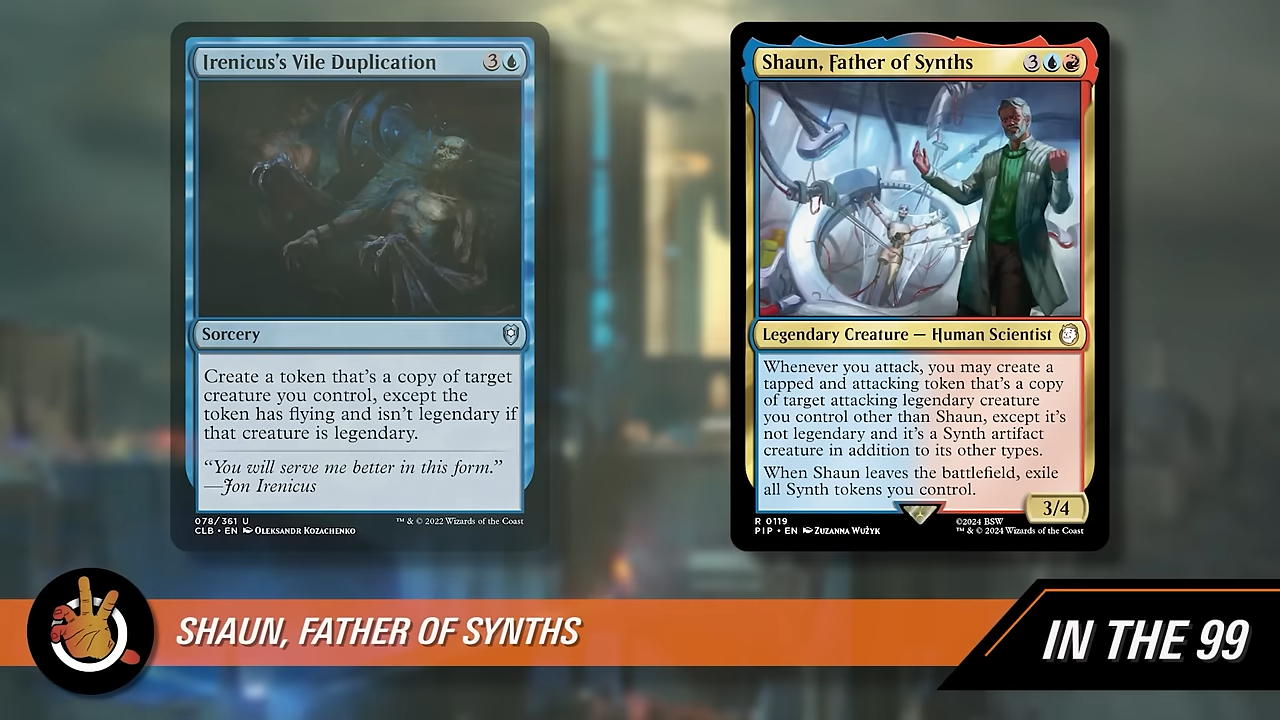 Irenicus's Vile Duplication 3
Sorcery
Create a token that's a copy of target
creature you control, except the
token has flying and isn't legendary if
that creature is legendary.
“You will serve me better in this form.”
—Jon Irenicus
078/361 U
CLB • EN OLEKSANDR KOZACHENKO
™ & © 2022 Wizards of the Coast
Shaun, Father of Synths 3
Legendary Creature — Human Scientist
Whenever you attack, you may create a
tapped and attacking token that's a copy
of target attacking legendary creature
you control other than Shaun, except it's
not legendary and it's a Synth artifact
creature in addition to its other types.
When Shaun leaves the battlefield, exile
all Synth tokens you control.
3/4
R 0119
PIP • EN ZUZANNA WUŻYK
©2024 BSW
™ & © 2024 Wizards of the Coast
SHAUN, FATHER OF SYNTHS
IN THE 99